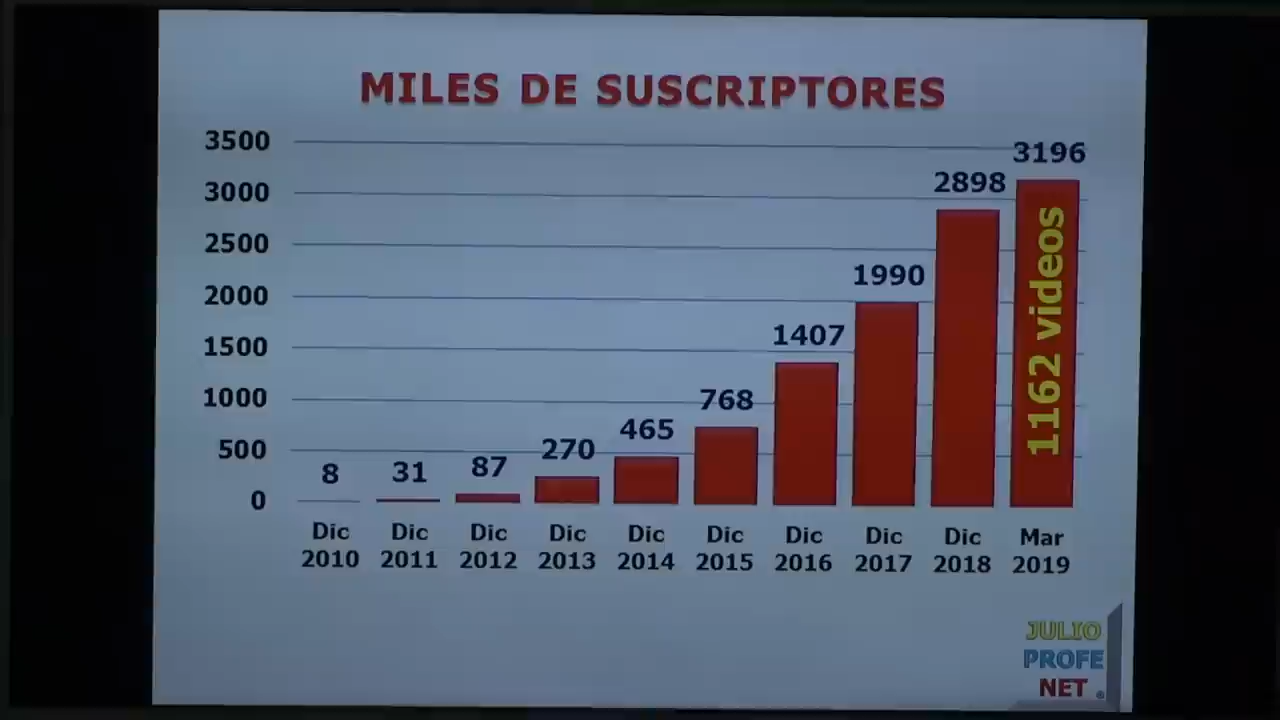 MILES DE SUSCRIPTORES
3500
3000
2500
2000
1500
1000
500
0
8
31
87
270
465
768
1407
1990
2898
3196
1162 videos
Dic 2010
Dic 2011
Dic 2012
Dic 2013
Dic 2014
Dic 2015
Dic 2016
Dic 2017
Dic 2018
Mar 2019
JULIO
PROFE
NET